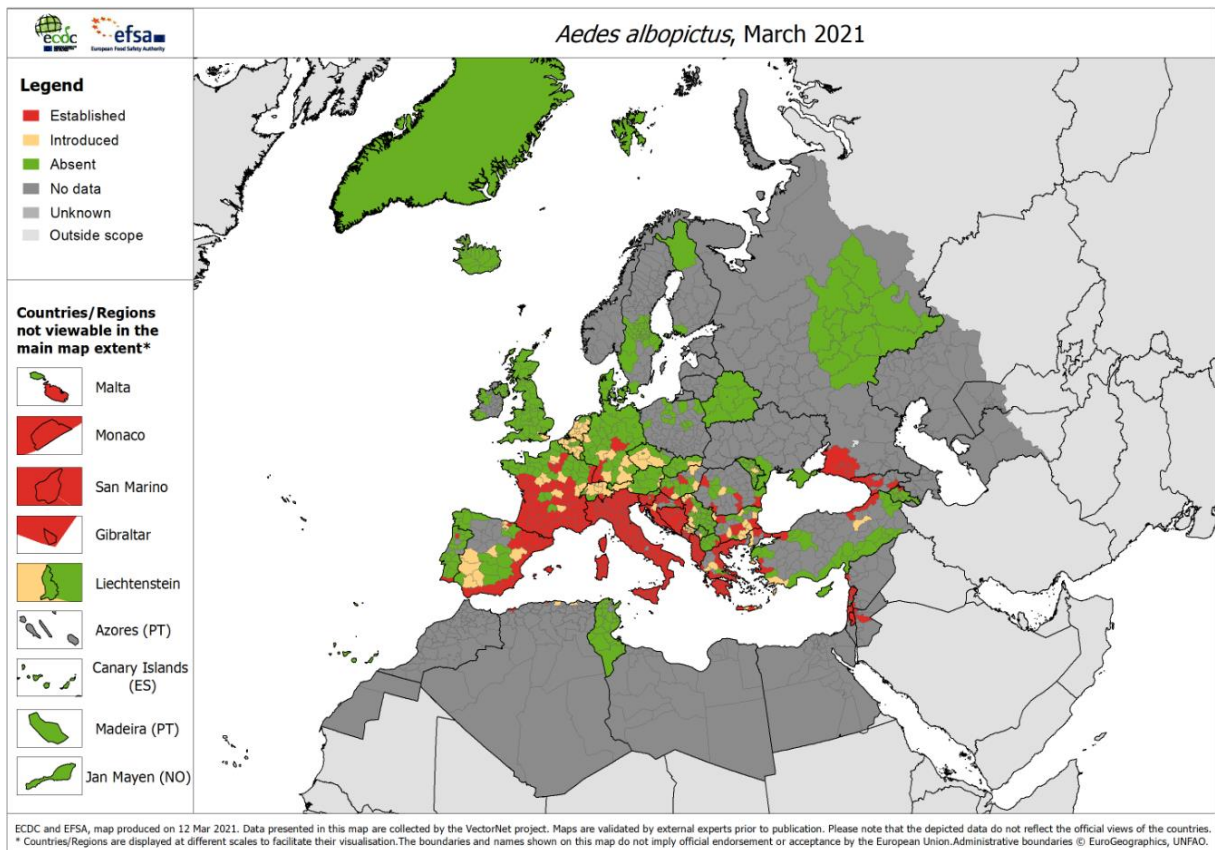 ecdc
efsa
European Food Safety Authority
Aedes albopictus, March 2021
Legend
Established
Introduced
Absent
No data
Unknown
Outside scope
Countries/Regions
not viewable in the
main map extent*
Malta
Monaco
San Marino
Gibraltar
Liechtenstein
Azores (PT)
Canary Islands
(ES)
Madeira (PT)
Jan Mayen (NO)
ECDC and EFSA, map produced on 12 Mar 2021. Data presented in this map are collected by the VectorNet project. Maps are validated by external experts prior to publication. Please note that the depicted data do not reflect the official views of the countries.
* Countries/Regions are displayed at different scales to facilitate their visualisation.The boundaries and names shown on this map do not imply official endorsement or acceptance by the European Union.Administrative boundaries © EuroGeographics, UNFAO.